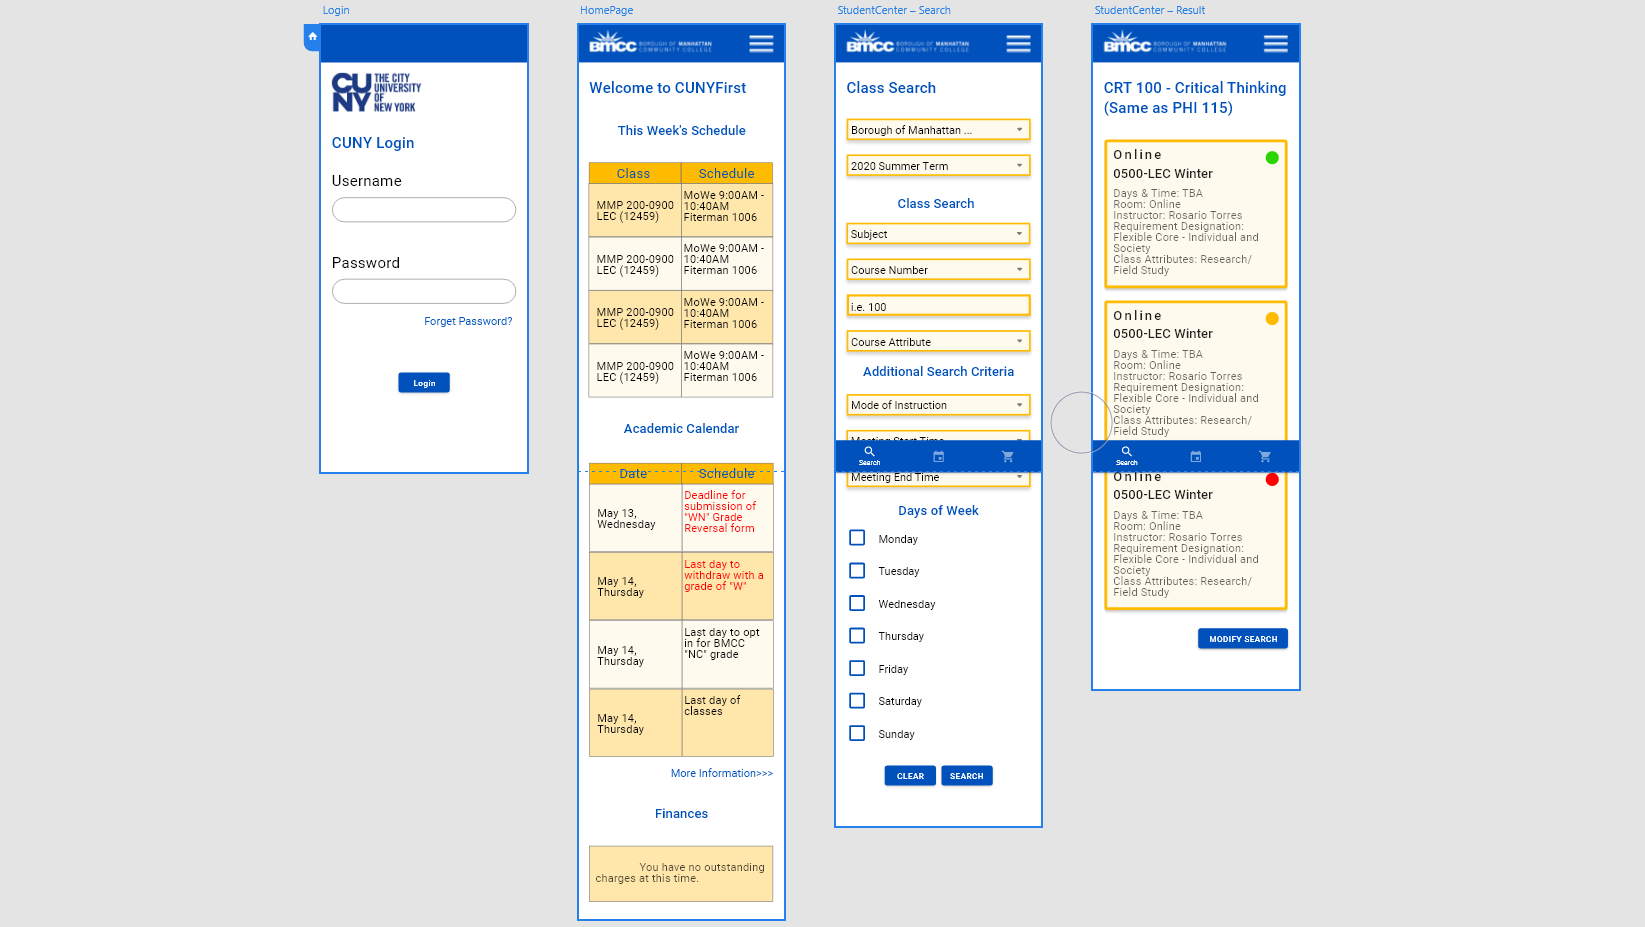 Login
THE CITY
CU UNIVERSITY
NY OF
NEW YORK
CUNY Login
Username
Password
Forget Password?
Login
HomePage
BMCC BOROUGH OF MANHATTAN
COMMUNITY COLLEGE
Welcome to CUNYFirst
This Week's Schedule
Class Schedule
MMP 200-0900
LEC (12459)
MoWe 9:00AM -
10:40AM
Fiterman 1006
MMP 200-0900
LEC (12459)
MoWe 9:00AM -
10:40AM
Fiterman 1006
MMP 200-0900
LEC (12459)
MoWe 9:00AM -
10:40AM
Fiterman 1006
MMP 200-0900
LEC (12459)
MoWe 9:00AM -
10:40AM
Fiterman 1006
Academic Calendar
Date Schedule
May 13,
Wednesday
Deadline for
submission of
"WN" Grade
Reversal form
May 14,
Thursday
Last day to
withdraw with a
grade of "W"
May 14,
Thursday
Last day to opt
in for BMCC
"NC" grade
May 14,
Thursday
Last day of
classes
More Information>>>
Finances
You have no outstanding
charges at this time.
StudentCenter – Search
BMCC BOROUGH OF MANHATTAN
COMMUNITY COLLEGE
Class Search
Borough of Manhattan ...
2020 Summer Term
Class Search
Subject
Course Number
i.e. 100
Course Attribute
Additional Search Criteria
Mode of Instruction
Meeting Start Time
Search
Meeting End Time
Days of Week
Monday
Tuesday
Wednesday
Thursday
Friday
Saturday
Sunday
CLEAR SEARCH
StudentCenter – Result
BMCC BOROUGH OF MANHATTAN
COMMUNITY COLLEGE
CRT 100 - Critical Thinking
(Same as PHI 115)
Online
0500-LEC Winter
Days & Time: TBA
Room: Online
Instructor: Rosario Torres
Requirement Designation:
Flexible Core - Individual and
Society
Class Attributes: Research/
Field Study
Online
0500-LEC Winter
Days & Time: TBA
Room: Online
Instructor: Rosario Torres
Requirement Designation:
Flexible Core - Individual and
Society
Class Attributes: Research/
Field Study
Search
Online
0500-LEC Winter
Days & Time: TBA
Room: Online
Instructor: Rosario Torres
Requirement Designation:
Flexible Core - Individual and
Society
Class Attributes: Research/
Field Study
MODIFY SEARCH